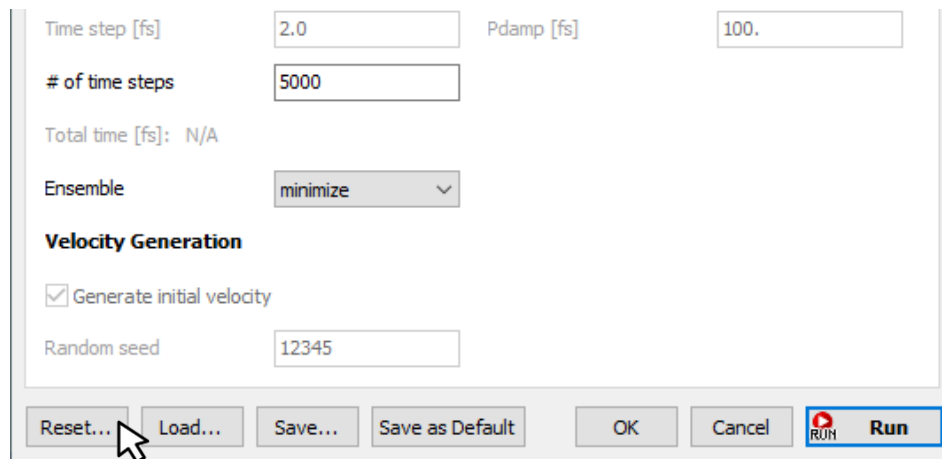 Time step [fs] 2.0 Pdamp [fs] 100.
# of time steps 5000
Total time [fs]: N/A
Ensemble minimize
Velocity Generation
Generate initial velocity
Random seed 12345
Reset... Load... Save... Save as Default OK Cancel RUN Run